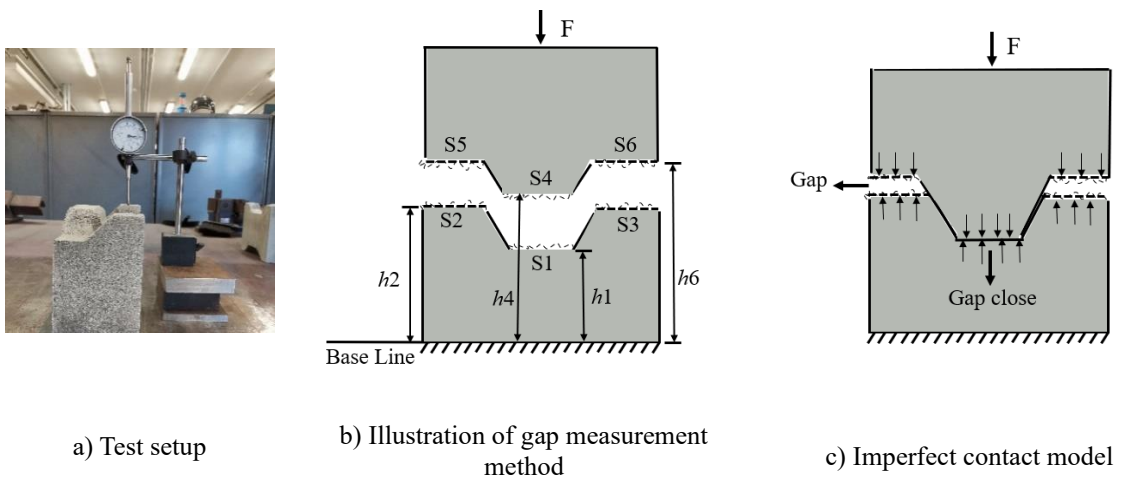 F
S5
S6
S4
S2
S3
S1
h2
h4
h1
h6
Base Line
F
Gap
Gap close
a) Test setup
b) Illustration of gap measurement
method
c) Imperfect contact model